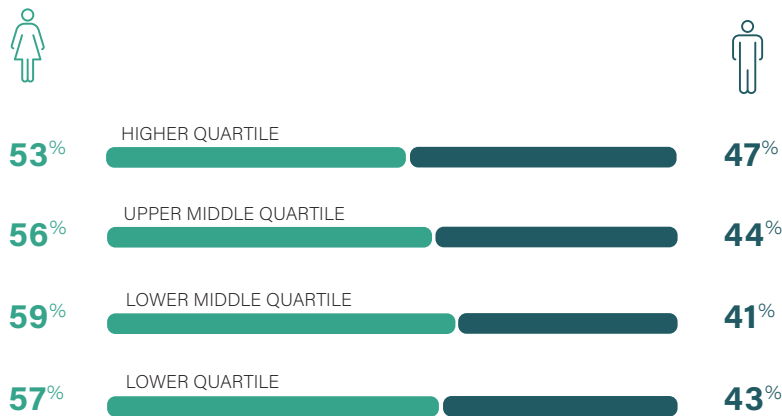 HIGHER QUARTILE
53% 47%
UPPER MIDDLE QUARTILE
56% 44%
LOWER MIDDLE QUARTILE
59% 41%
LOWER QUARTILE
57% 43%